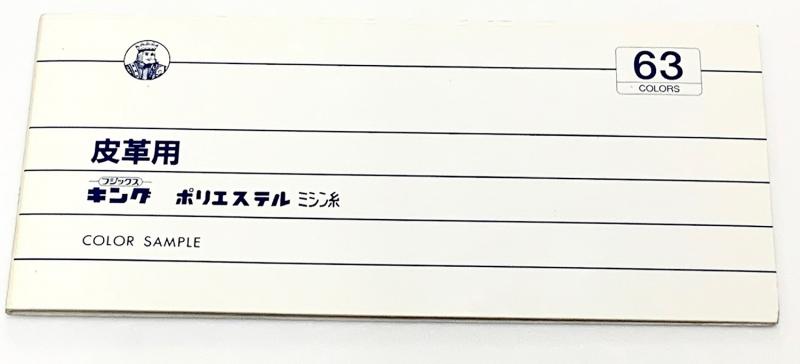 63
COLORS
皮革用
フジックス
キング ポリエステル ミシン糸
COLOR SAMPLE